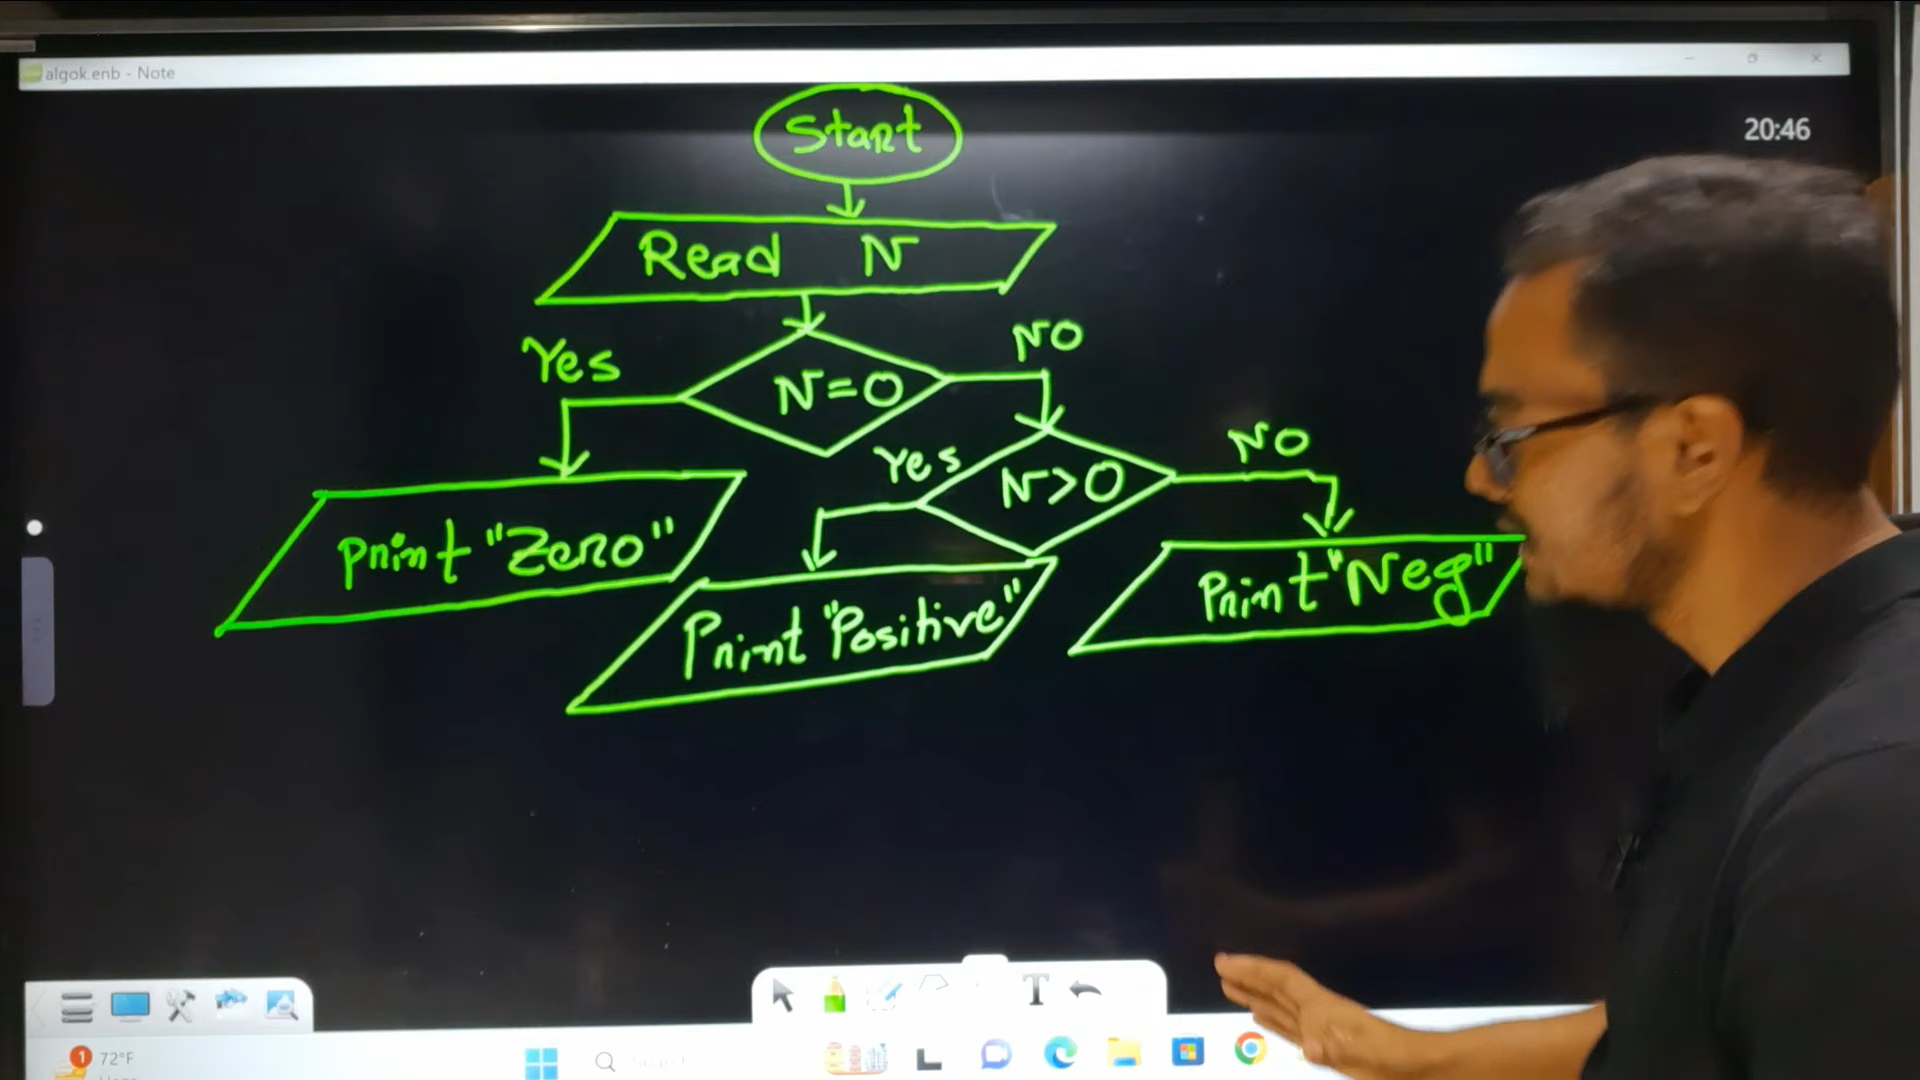 algok.enb - Note
20:46
Start
Read N
Yes
N=0
NO
Yes
N>0
NO
Print "Zero"
Print "Positive"
Print "Neg"
T
1
72°F